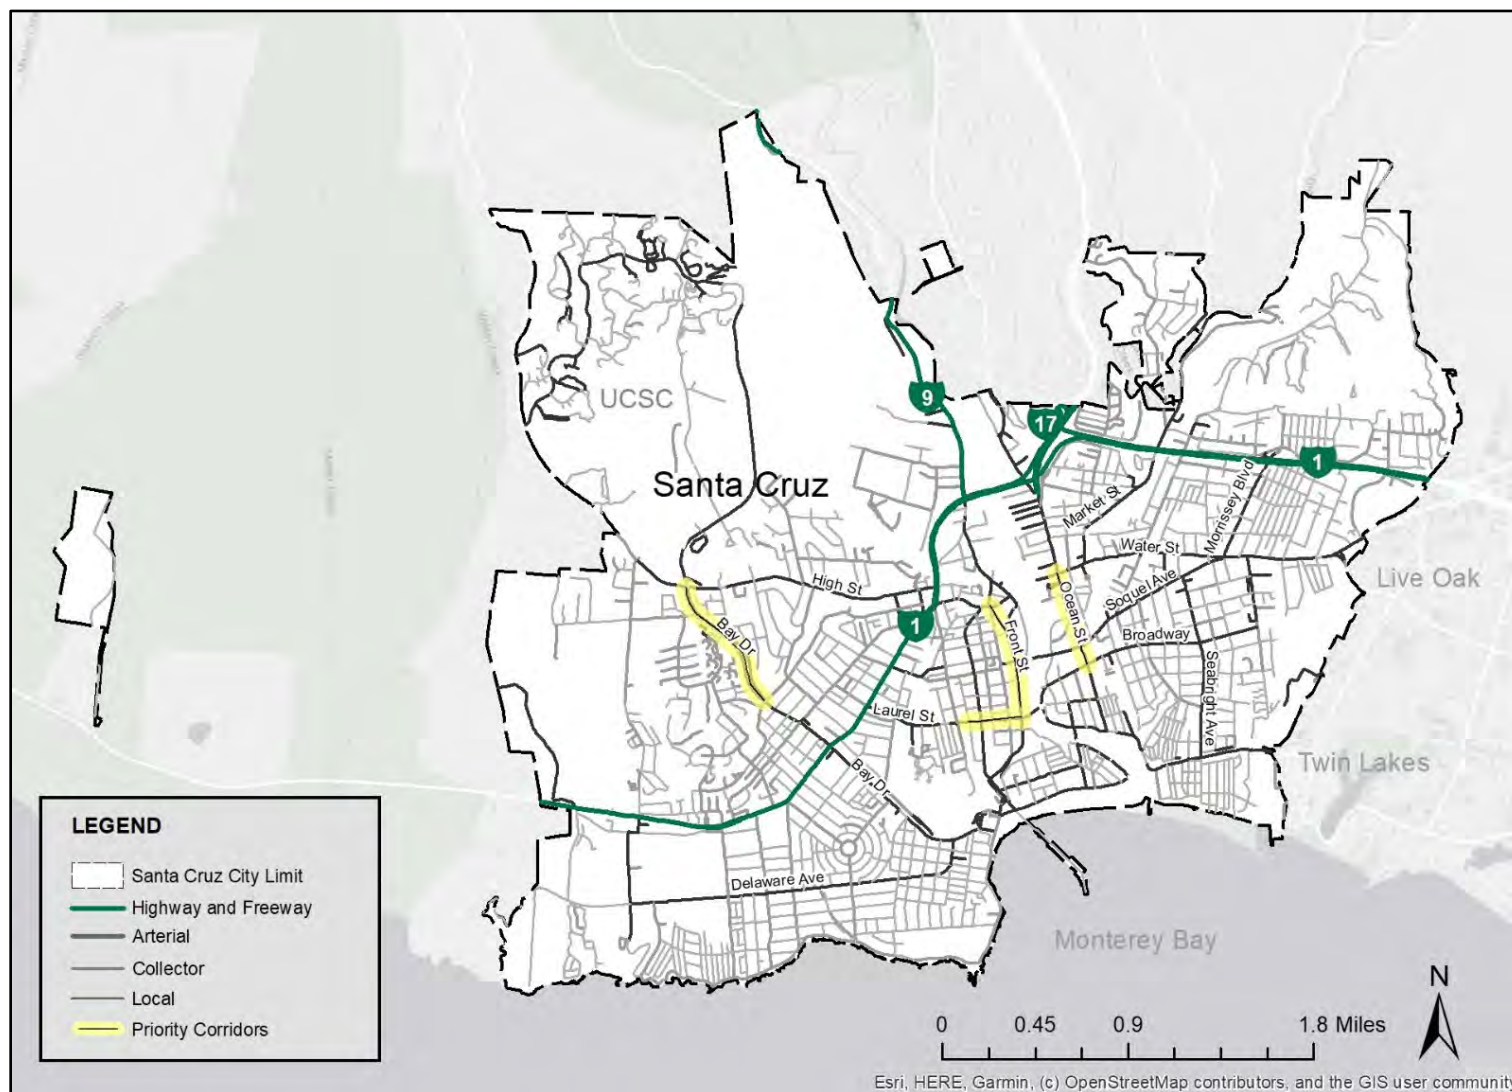 9
17
1
UCSC
Santa Cruz
Market St
Morrissey Blvd
Water St
High St
Soquel Ave
Live Oak
Ocean St
Bay Dr
1
Front St
Broadway
Seabright Ave
Laurel St
Twin Lakes
Bay Dr
Delaware Ave
Monterey Bay
LEGEND
Santa Cruz City Limit
Highway and Freeway
Arterial
Collector
Local
Priority Corridors
N
0 0.45 0.9 1.8 Miles
Esri, HERE, Garmin, (c) OpenStreetMap contributors, and the GIS user community